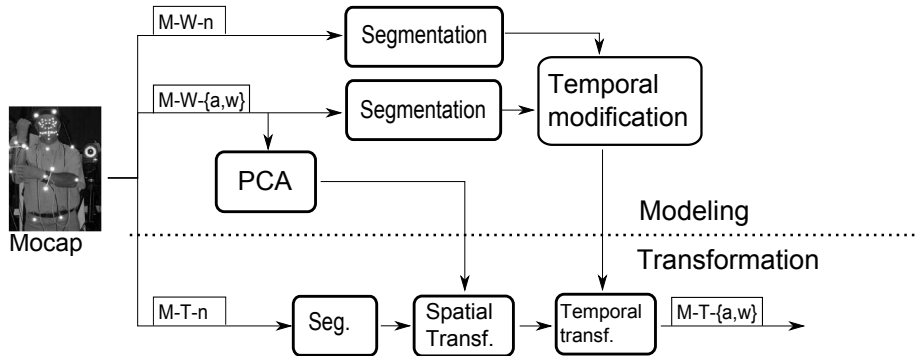 M-W-n
Segmentation
M-W-{a,w}
Segmentation
Temporal
modification
PCA
Mocap
Modeling
Transformation
M-T-n
Seg.
Spatial
Transf.
Temporal
transf.
M-T-{a,w}